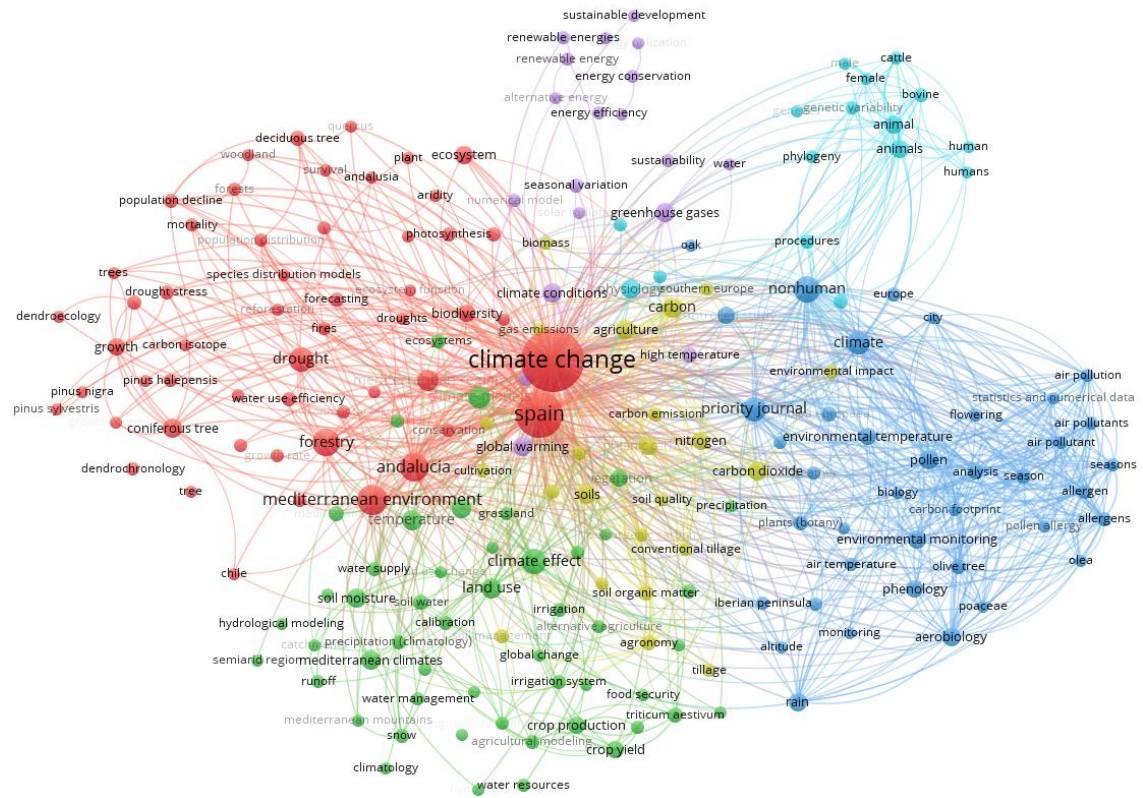 sustainable development
renewable energies
renewable energy
energy conservation
alternative energy
energy efficiency
male
cattle
female
bovine
genetic variability
animal
animals
human
humans
phylogeny
quercus
deciduous tree
woodland
plant
ecosystem
survival
andalusia
forests
aridity
population decline
mortality
photosynthesis
population distribution
seasonal variation
numerical model
sustainability
water
greenhouse gases
biomass
oak
procedures
trees
species distribution models
drought stress
ecosystem function
climate conditions
physiology
southern europe
nonhuman
europe
dendroecology
reforestation
forecasting
fires
droughts
biodiversity
gas emissions
agriculture
carbon
city
growth
carbon isotope
drought
ecosystems
climate change
high temperature
climate
environmental impact
air pollution
pinus nigra
pinus halepensis
water use efficiency
statistics and numerical data
pinus sylvestris
spain
carbon emission
priority journal
flowering
air pollutants
coniferous tree
forestry
conservation
global warming
nitrogen
environmental temperature
air pollutant
growth rate
dendrochronology
andalucia
cultivation
carbon dioxide
pollen
analysis
season
seasons
tree
mediterranean environment
vegetation
soils
soil quality
precipitation
biology
carbon footprint
allergen
allergens
temperature
grassland
plants (botany)
pollen allergy
conventional tillage
environmental monitoring
chile
water supply
climate effect
air temperature
olive tree
olea
soil moisture
soil water
land use
soil organic matter
phenology
hydrological modeling
calibration
irrigation
alternative agriculture
iberian peninsula
poaceae
precipitation (climatology)
management
agronomy
monitoring
aerobiology
semiarid region
mediterranean climates
global change
altitude
runoff
irrigation system
tillage
water management
food security
rain
mediterranean mountains
snow
crop production
triticum aestivum
agricultural modeling
crop yield
climatology
water resources